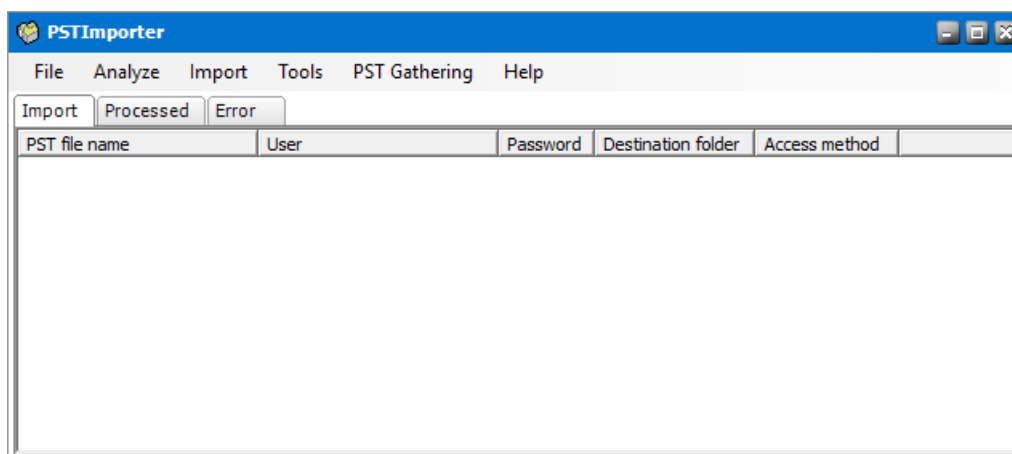 PSTImporter
File Analyze Import Tools PST Gathering Help
Import Processed Error
PST file name User Password Destination folder Access method